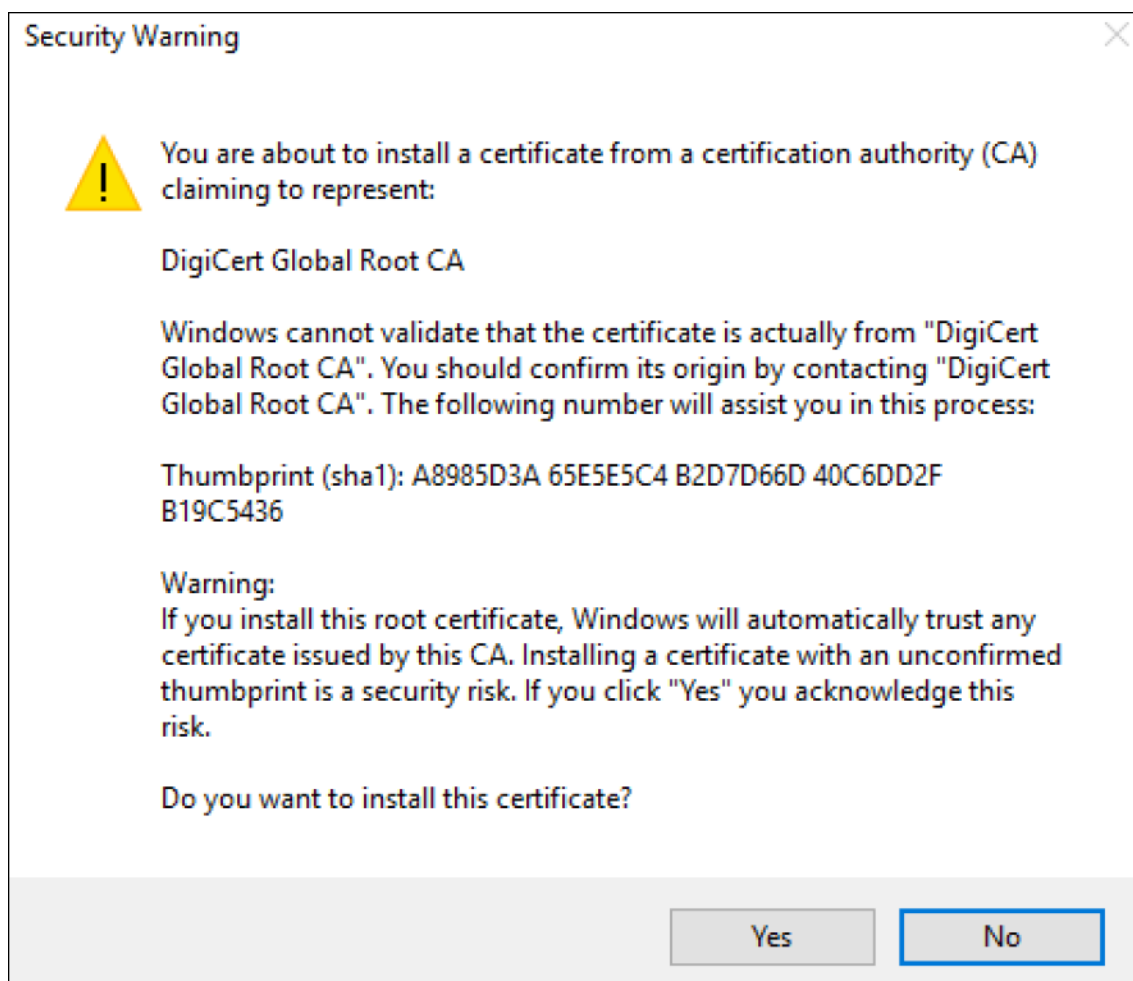 Security Warning
You are about to install a certificate from a certification authority (CA)
claiming to represent:
DigiCert Global Root CA
Windows cannot validate that the certificate is actually from "DigiCert
Global Root CA". You should confirm its origin by contacting "DigiCert
Global Root CA". The following number will assist you in this process:
Thumbprint (sha1): A8985D3A 65E5E5C4 B2D7D66D 40C6DD2F
B19C5436
Warning:
If you install this root certificate, Windows will automatically trust any
certificate issued by this CA. Installing a certificate with an unconfirmed
thumbprint is a security risk. If you click "Yes" you acknowledge this
risk.
Do you want to install this certificate?
Yes
No